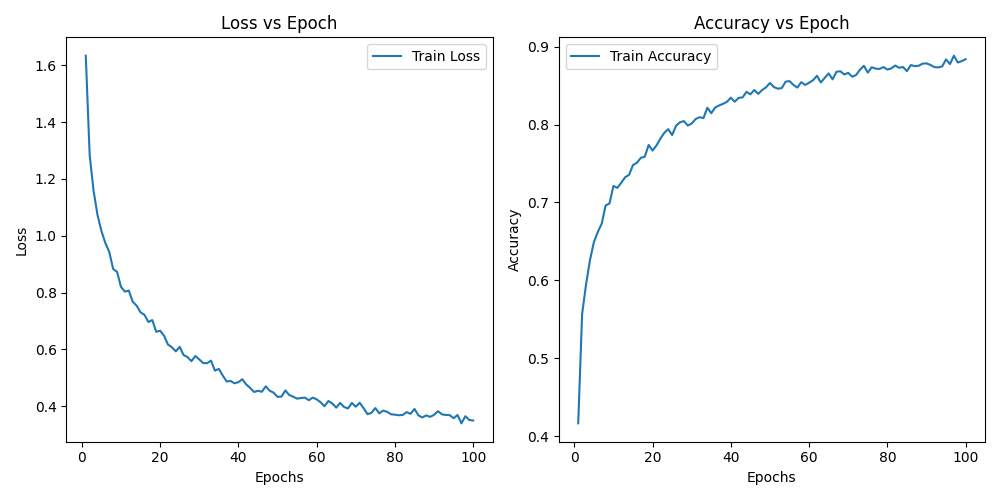 Loss vs Epoch
Train Loss
1.6
1.4
1.2
1.0
0.8
0.6
0.4
Loss
0 20 40 60 80 100
Epochs
Accuracy vs Epoch
Train Accuracy
0.9
0.8
0.7
0.6
0.5
0.4
Accuracy
0 20 40 60 80 100
Epochs